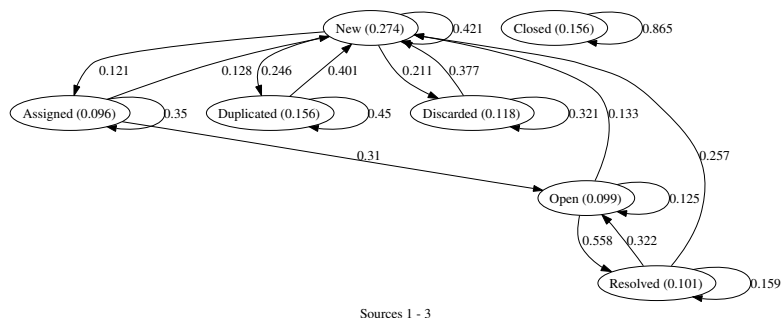 New (0.274)
0.421
Closed (0.156)
0.865
0.121
0.128
0.246
0.401
0.211
0.377
Assigned (0.096)
0.35
Duplicated (0.156)
0.45
Discarded (0.118)
0.321
0.133
0.31
0.257
Open (0.099)
0.125
0.558
0.322
Resolved (0.101)
0.159
Sources 1 - 3